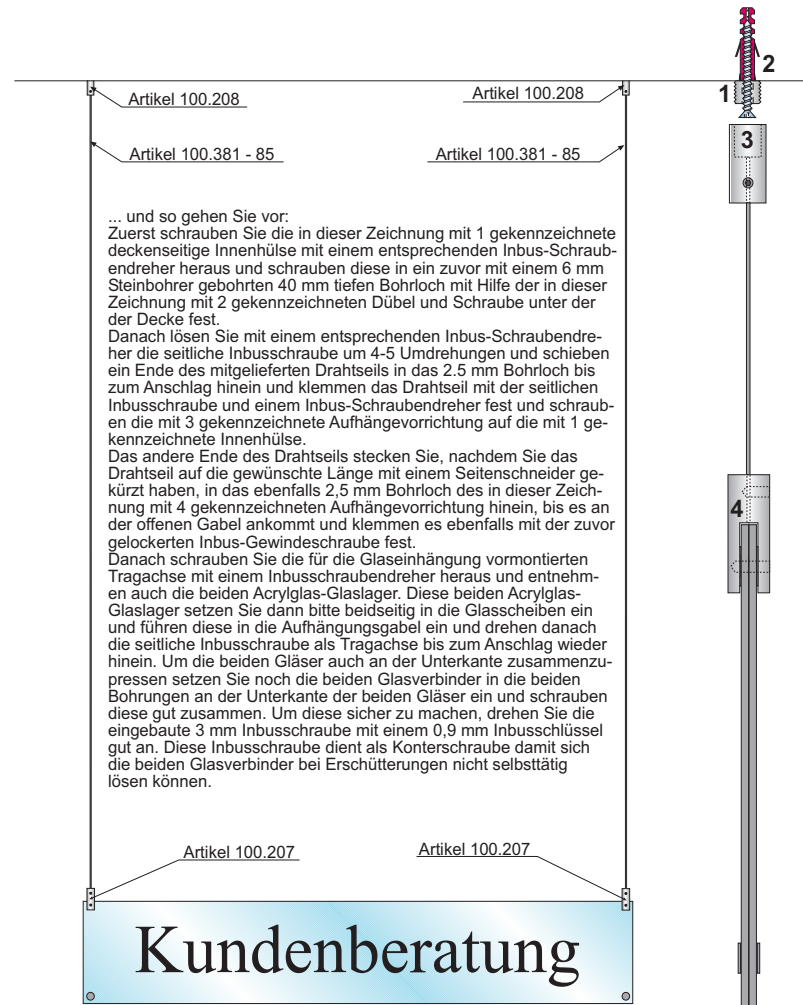 2
1
Artikel 100.208
Artikel 100.208
3
Artikel 100.381 - 85
Artikel 100.381 - 85
... und so gehen Sie vor:
Zuerst schrauben Sie die in dieser Zeichnung mit 1 gekennzeichnete
deckenseitige Innenhülse mit einem entsprechenden Inbus-Schraub-
endreher heraus und schrauben diese in ein zuvor mit einem 6 mm
Steinbohrer gebohrten 40 mm tiefen Bohrloch mit Hilfe der in dieser
Zeichnung mit 2 gekennzeichneten Dübel und Schraube unter der
der Decke fest.
Danach lösen Sie mit einem entsprechenden Inbus-Schraubendre-
her die seitliche Inbusschraube um 4-5 Umdrehungen und schieben
ein Ende des mitgelieferten Drahtseils in das 2.5 mm Bohrloch bis
zum Anschlag hinein und klemmen das Drahtseil mit der seitlichen
Inbusschraube und einem Inbus-Schraubendreher fest und schraub-
en die mit 3 gekennzeichnete Aufhängevorrichtung auf die mit 1 ge-
kennzeichnete Innenhülse.
Das andere Ende des Drahtseils stecken Sie, nachdem Sie das
Drahtseil auf die gewünschte Länge mit einem Seitenschneider ge-
kürzt haben, in das ebenfalls 2,5 mm Bohrloch des in dieser Zeich-
nung mit 4 gekennzeichneten Aufhängevorrichtung hinein, bis es an
der offenen Gabel ankommt und klemmen es ebenfalls mit der zuvor
gelockerten Inbus-Gewindeschraube fest.
Danach schrauben Sie die für die Glaseinhängung vormontierten
Tragachse mit einem Inbusschraubendreher heraus und entnehm-
en auch die beiden Acrylglas-Glaslager. Diese beiden Acrylglas-
Glaslager setzen Sie dann bitte beidseitig in die Glasscheiben ein
und führen diese in die Aufhängungsgabel ein und drehen danach
die seitliche Inbusschraube als Tragachse bis zum Anschlag wieder
hinein. Um die beiden Gläser auch an der Unterkante zusammenzu-
pressen setzen Sie noch die beiden Glasverbinder in die beiden
Bohrungen an der Unterkante der beiden Gläser ein und schrauben
diese gut zusammen. Um diese sicher zu machen, drehen Sie die
eingebaute 3 mm Inbusschraube mit einem 0,9 mm Inbusschlüssel
gut an. Diese Inbusschraube dient als Konterschraube damit sich
die beiden Glasverbinder bei Erschütterungen nicht selbsttätig
lösen können.
4
Artikel 100.207
Artikel 100.207
Kundenberatung